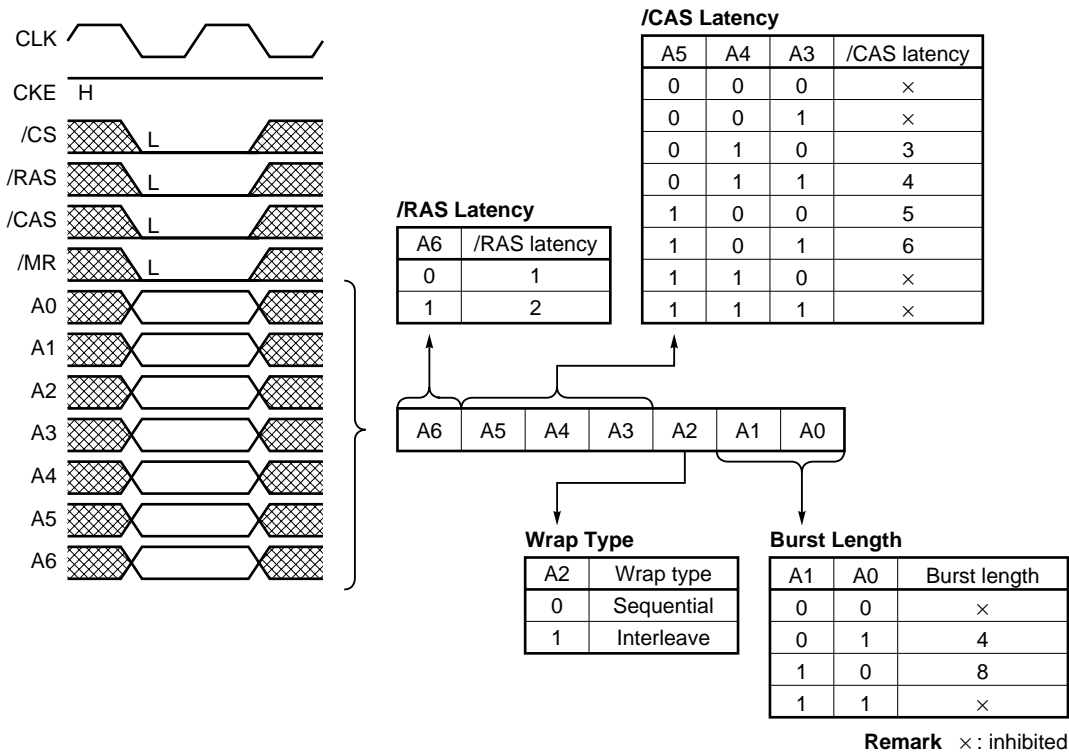 CLK
CKE H
/CS L
/RAS L
/CAS L
/MR L
A0
A1
A2
A3
A4
A5
A6
/CAS Latency
A5 A4 A3 /CAS latency
0 0 0 ×
0 0 1 ×
0 1 0 3
0 1 1 4
1 0 0 5
1 0 1 6
1 1 0 ×
1 1 1 ×
/RAS Latency
A6 /RAS latency
0 1
1 2
A6 A5 A4 A3 A2 A1 A0
Wrap Type
A2 Wrap type
0 Sequential
1 Interleave
Burst Length
A1 A0 Burst length
0 0 ×
0 1 4
1 0 8
1 1 ×
Remark × : inhibited